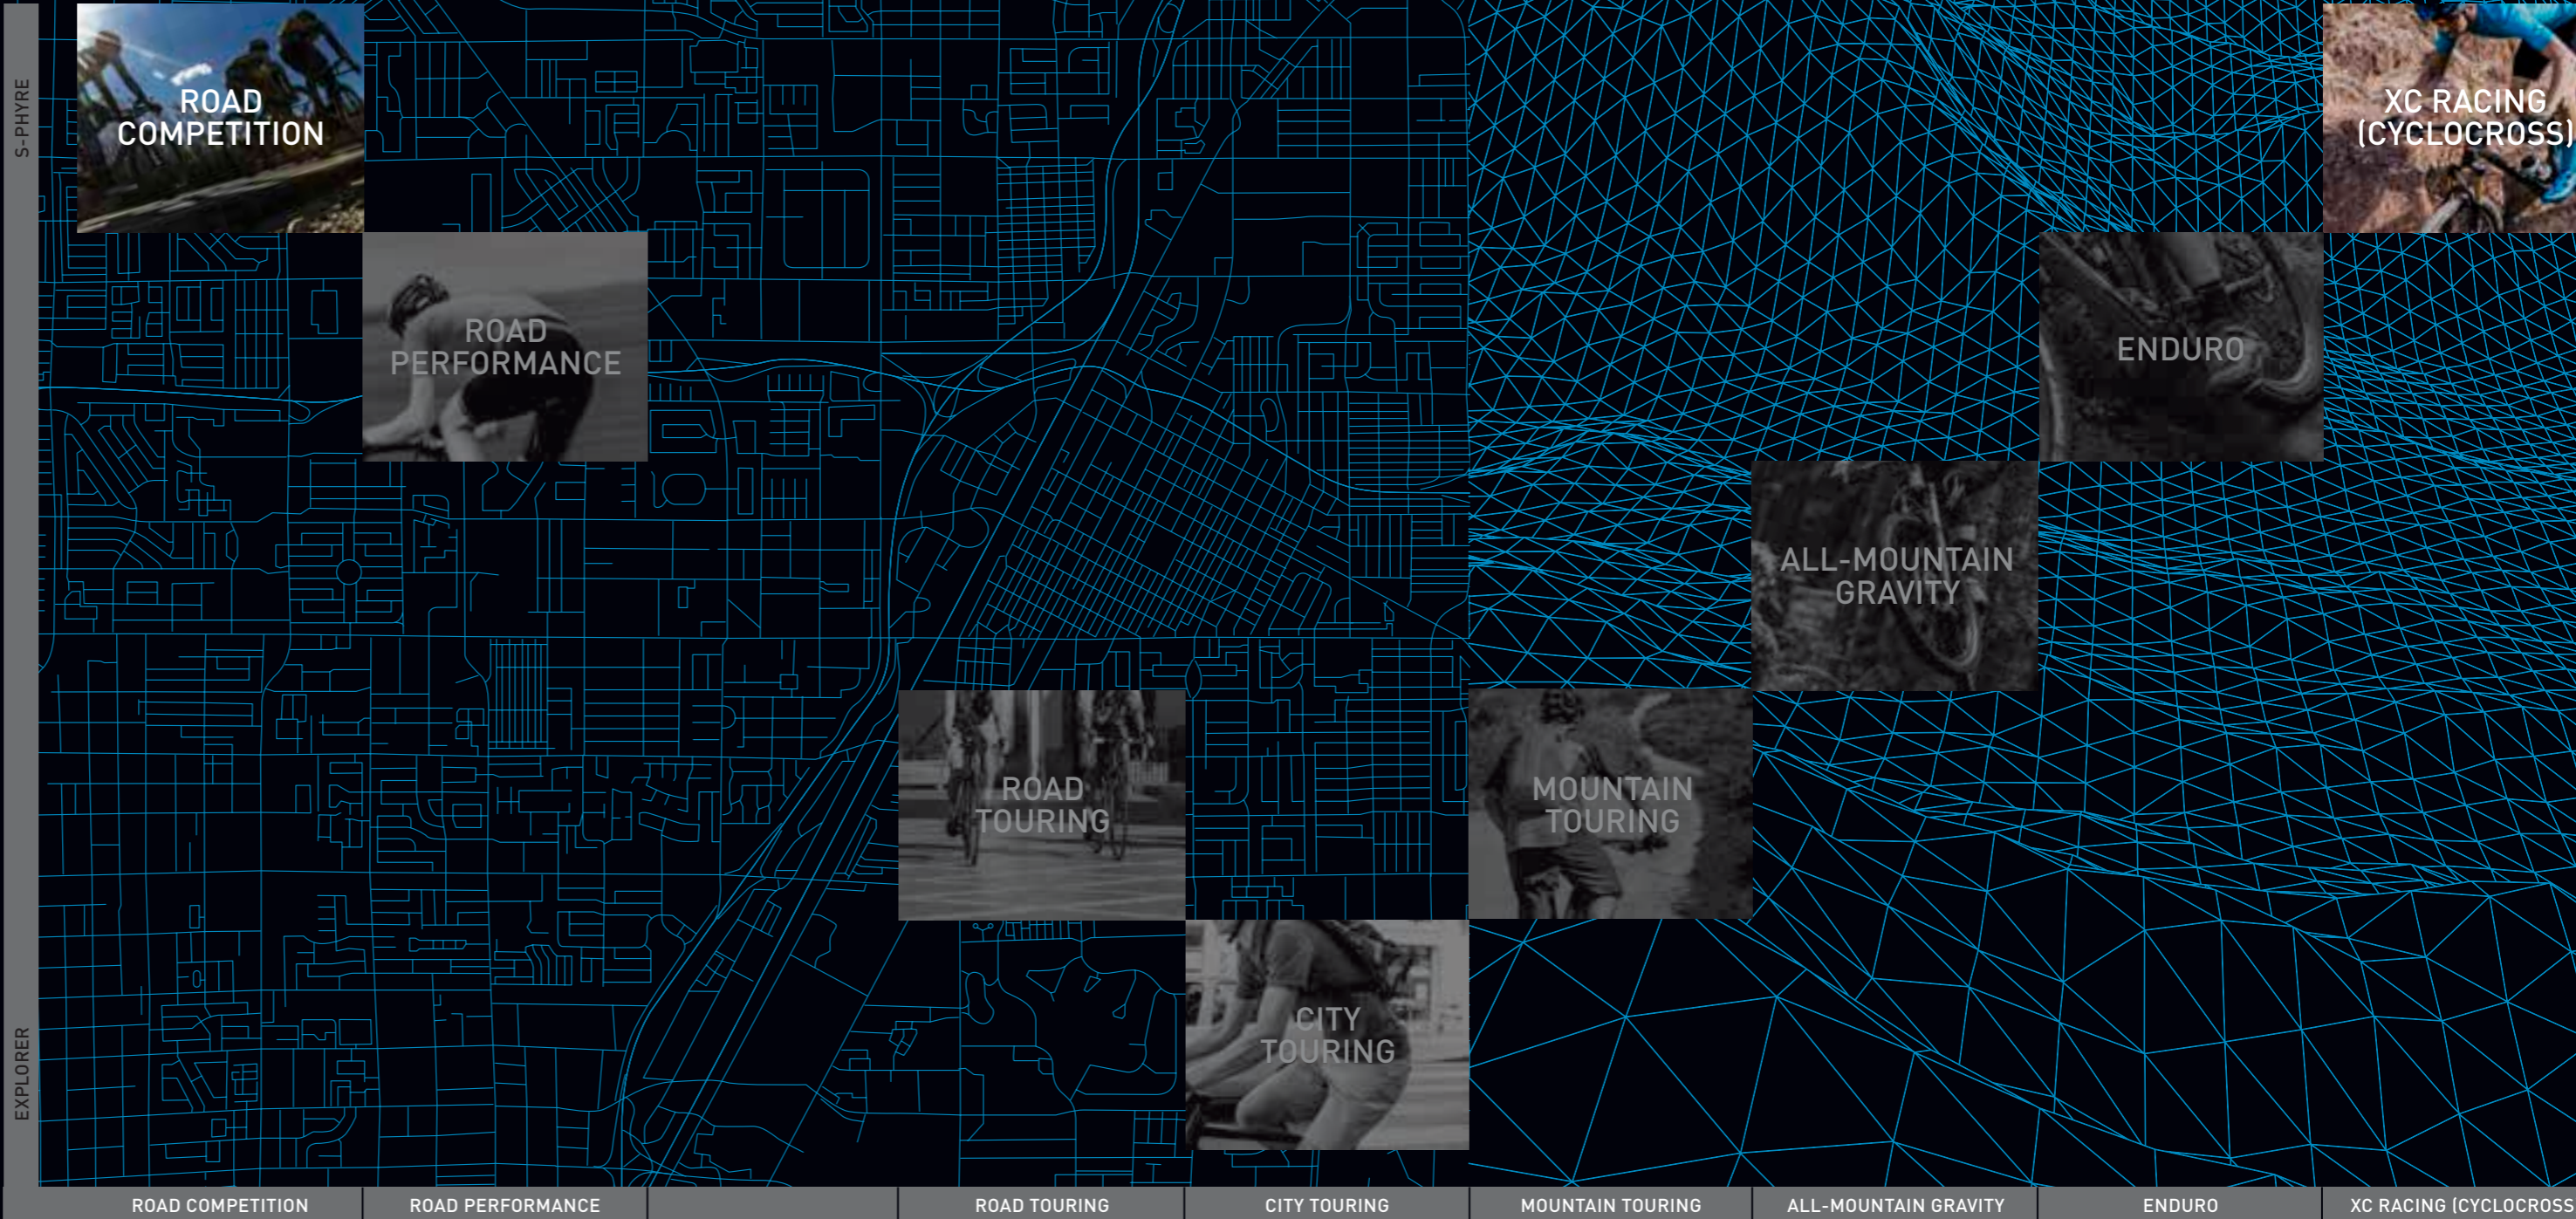 S-PHYRE
ROAD
COMPETITION
XC RACING
(CYCLOCROSS)
ROAD
PERFORMANCE
ENDURO
ALL-MOUNTAIN
GRAVITY
ROAD
TOURING
MOUNTAIN
TOURING
CITY
TOURING
EXPLORER
ROAD COMPETITION
ROAD PERFORMANCE
ROAD TOURING
CITY TOURING
MOUNTAIN TOURING
ALL-MOUNTAIN GRAVITY
ENDURO
XC RACING (CYCLOCROSS